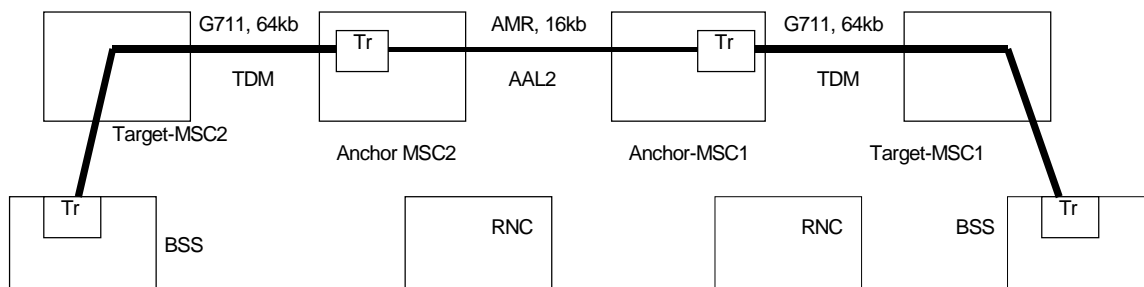 G711, 64kb
AMR, 16kb
G711, 64kb
Tr
Tr
TDM
AAL2
TDM
Target-MSC2
Anchor MSC2
Anchor-MSC1
Target-MSC1
Tr
BSS
RNC
RNC
BSS
Tr